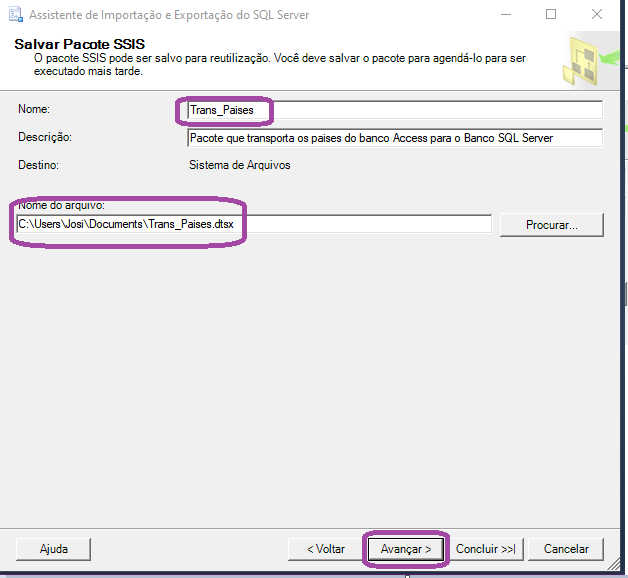 Assistente de Importação e Exportação do SQL Server
Salvar Pacote SSIS
O pacote SSIS pode ser salvo para reutilização. Você deve salvar o pacote para agendá-lo para ser
executado mais tarde.
Nome:
Trans_Paises
Descrição:
Pacote que transporta os paises do banco Access para o Banco SQL Server
Destino:
Sistema de Arquivos
Nome do arquivo:
C:\Users\Josi\Documents\Trans_Paises.dtsx
Procurar...
Ajuda
< Voltar
Avançar >
Concluir >>|
Cancelar